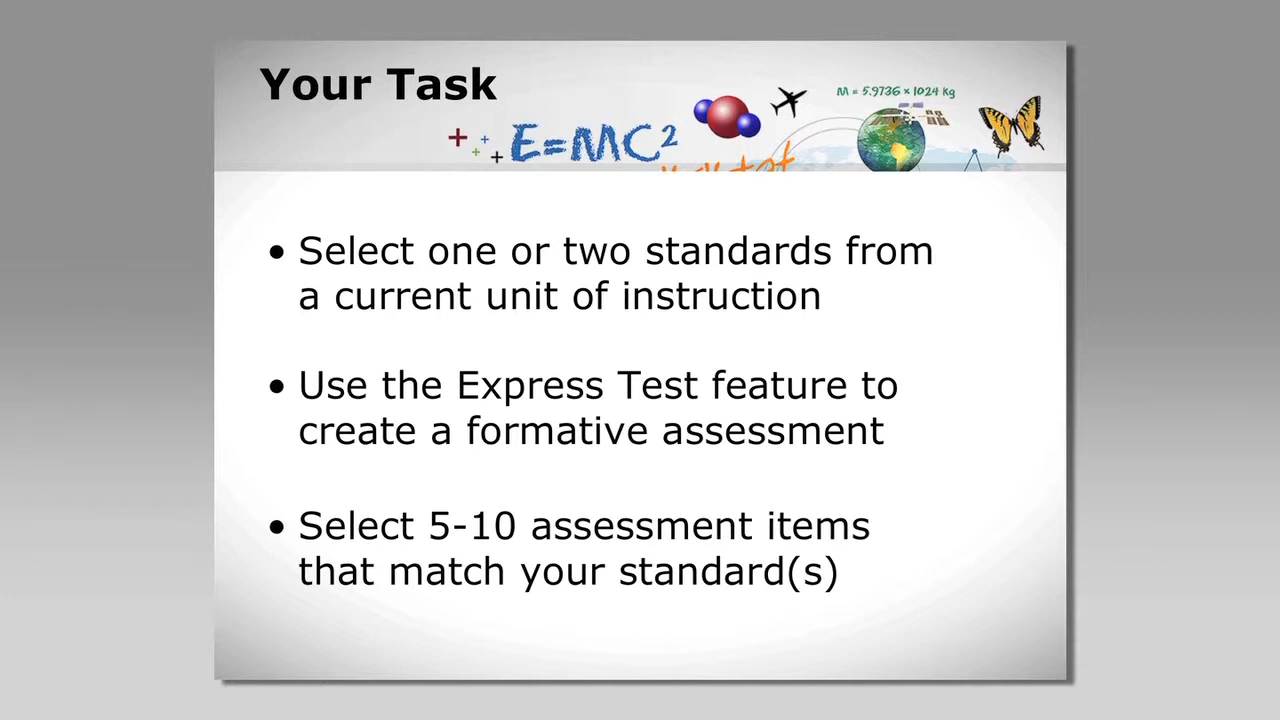 Your Task
M = 5.9736 × 1024 kg
E=MC²
• Select one or two standards from
a current unit of instruction
• Use the Express Test feature to
create a formative assessment
• Select 5-10 assessment items
that match your standard(s)